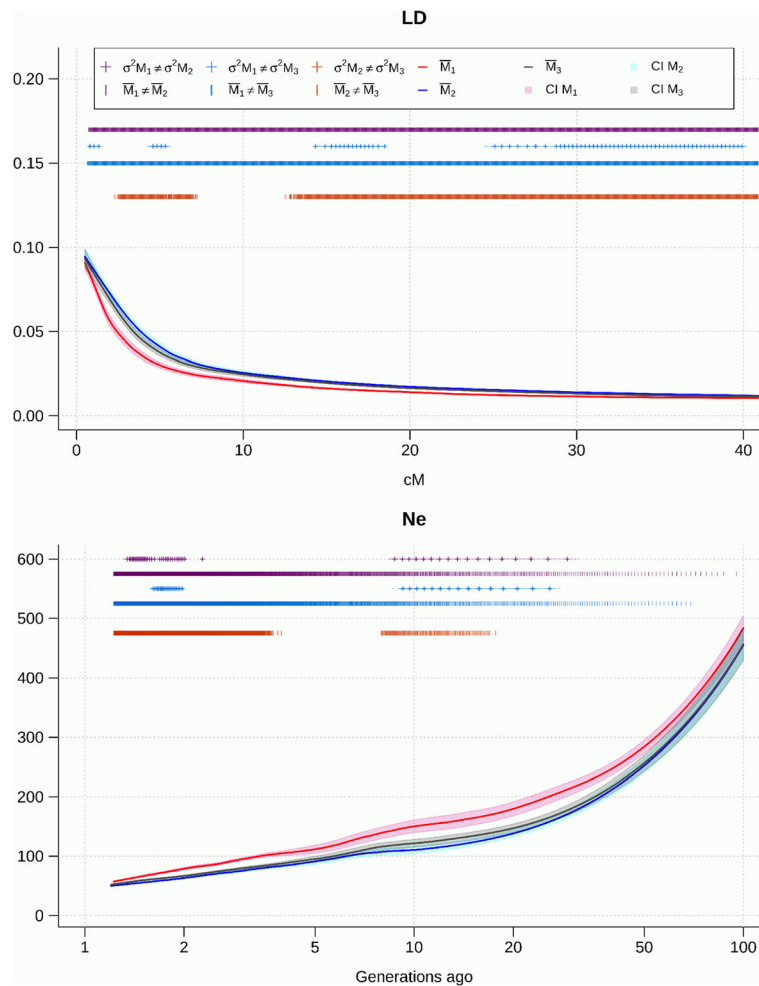 LD
σ²M₁ ≠ σ²M₂ σ²M₁ ≠ σ²M₃ σ²M₂ ≠ σ²M₃ M̅₁ M̅₃ CI M₂
M̅₁ ≠ M̅₂ M̅₁ ≠ M̅₃ M̅₂ ≠ M̅₃ M̅₂ CI M₁ CI M₃
0.20
0.15
0.10
0.05
0.00
0 10 20 30 40
cM
Ne
600
500
400
300
200
100
0
1 2 5 10 20 50 100
Generations ago